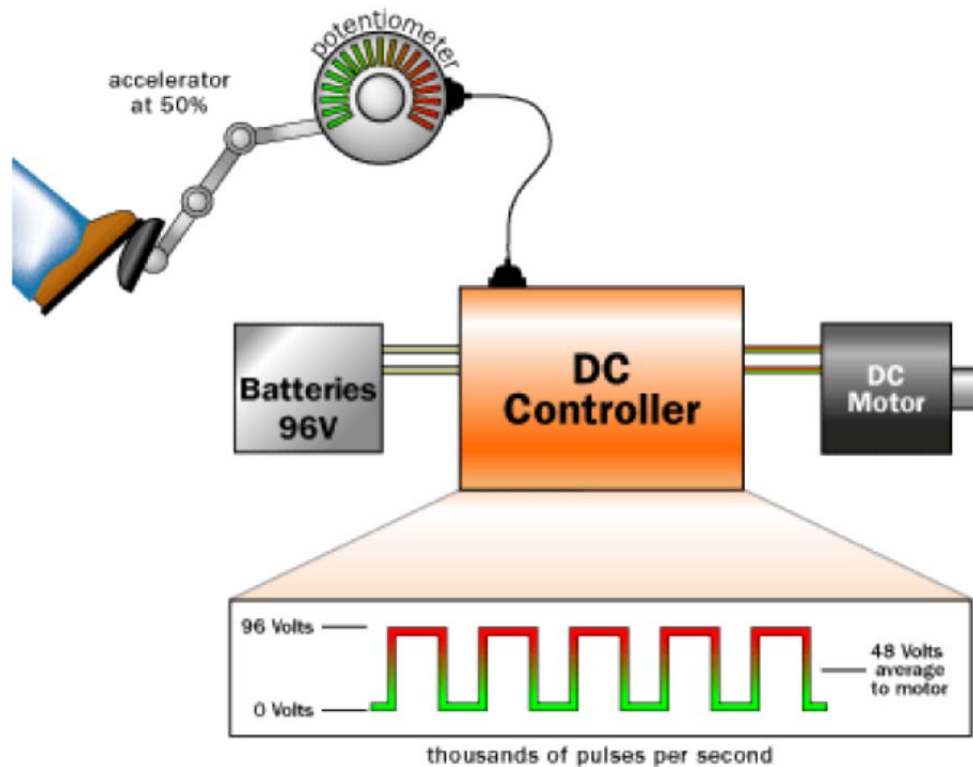 potentiometer
accelerator
at 50%
Batteries
96V
DC
Controller
DC
Motor
96 Volts
0 Volts
48 Volts
average
to motor
thousands of pulses per second